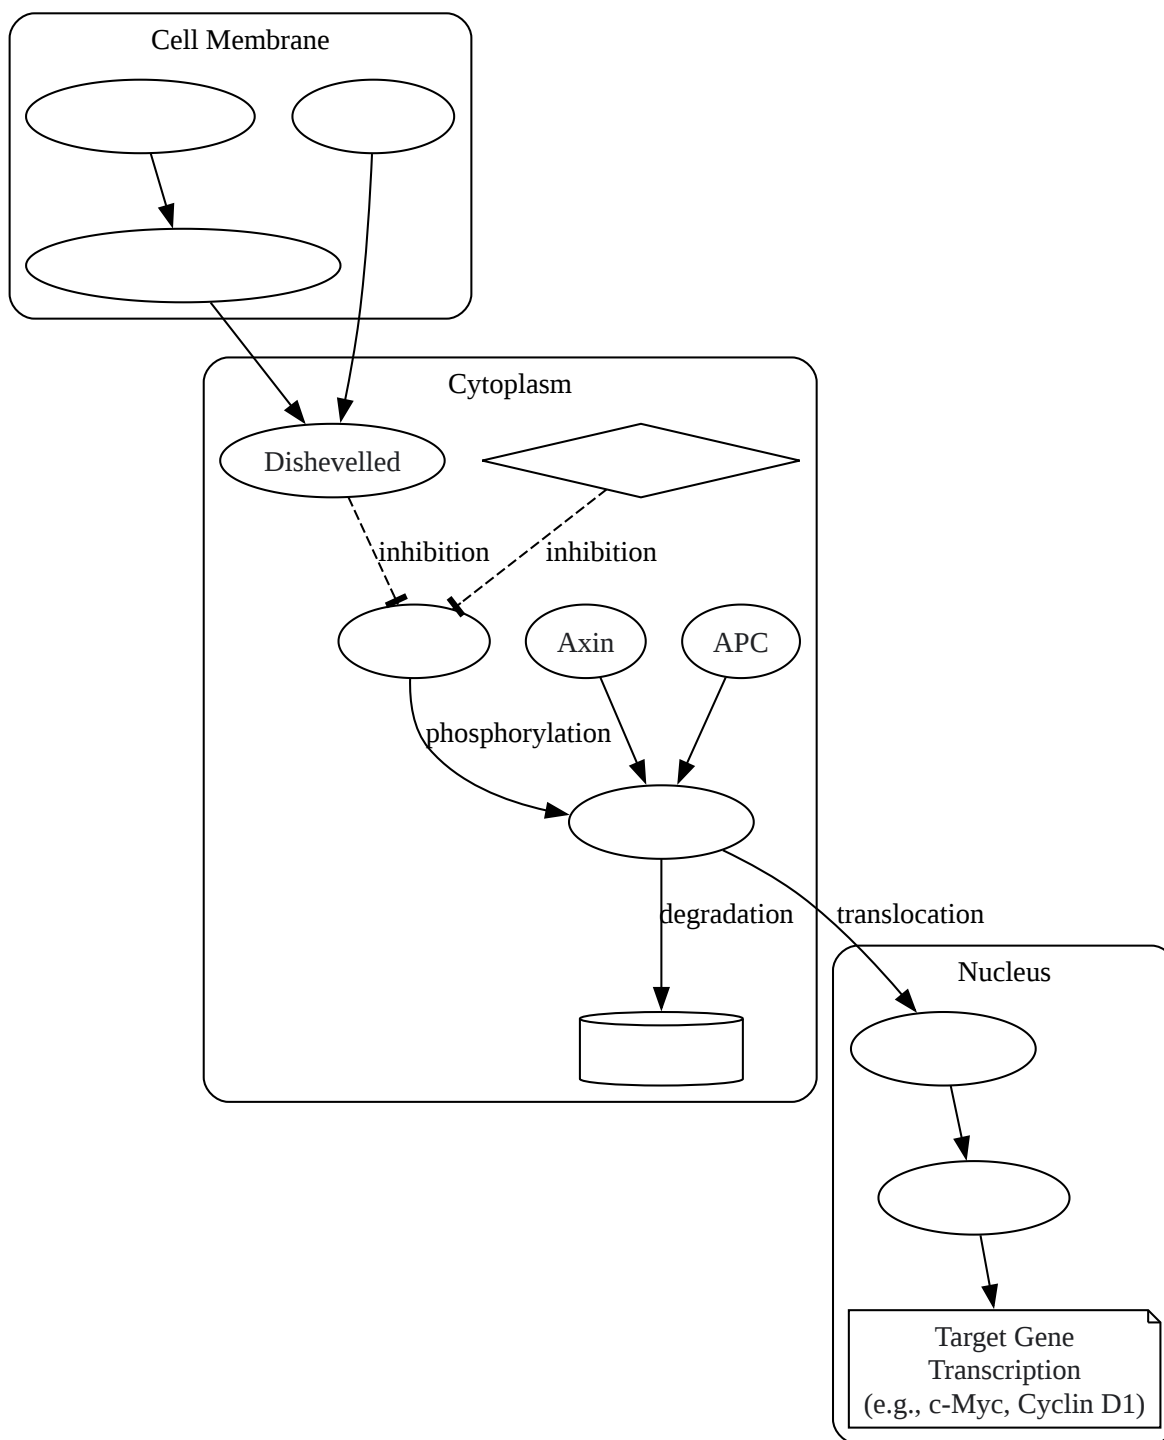 Cell Membrane
Cytoplasm
Dishevelled
inhibition
inhibition
Axin
APC
phosphorylation
degradation
translocation
Nucleus
Target Gene
Transcription
(e.g., c-Myc, Cyclin D1)